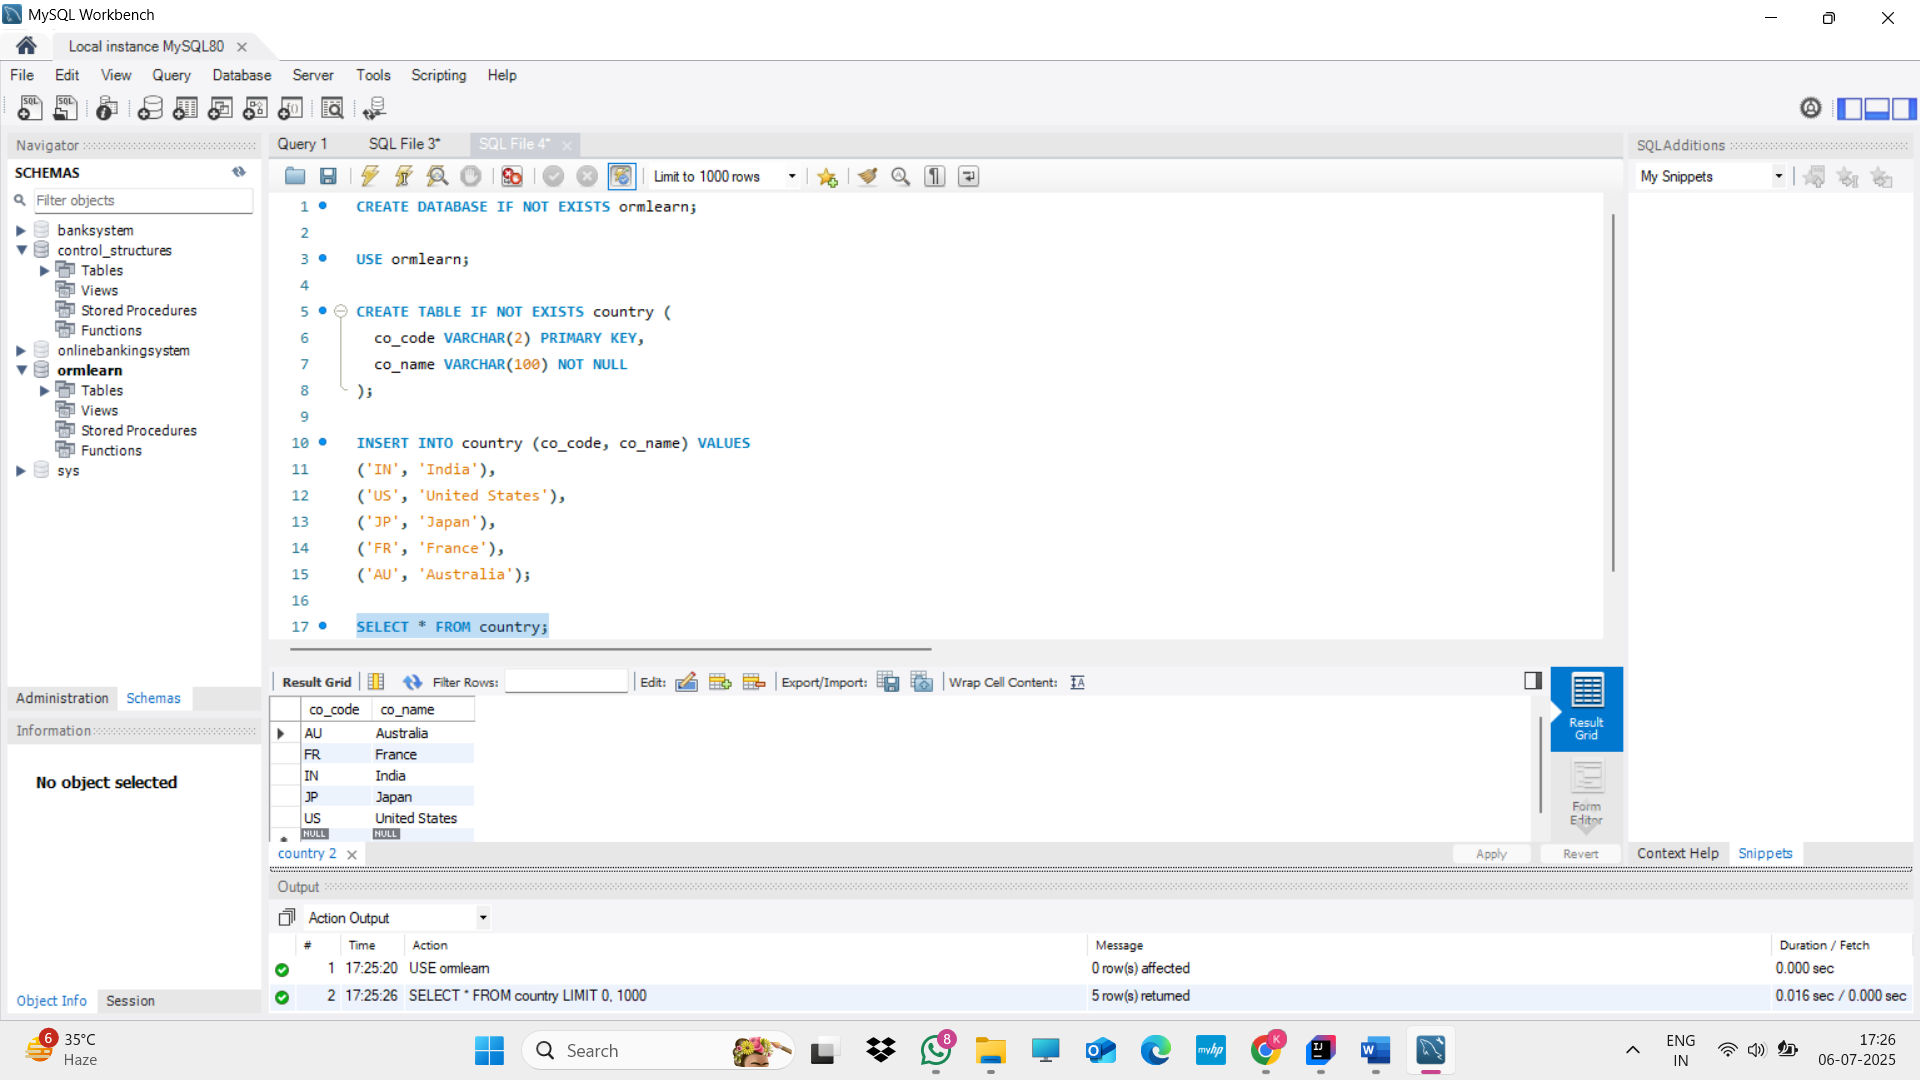 MySQL Workbench
Local instance MySQL80
File Edit View Query Database Server Tools Scripting Help
Navigator
SCHEMAS
Filter objects
banksystem
control_structures
Tables
Views
Stored Procedures
Functions
onlinebankingsystem
ormlearn
Tables
Views
Stored Procedures
Functions
sys
Administration Schemas
Information
No object selected
Object Info Session
Query 1 SQL File 3* SQL File 4*
Limit to 1000 rows
1 CREATE DATABASE IF NOT EXISTS ormlearn;
2
3 USE ormlearn;
4
5 CREATE TABLE IF NOT EXISTS country (
6 co_code VARCHAR(2) PRIMARY KEY,
7 co_name VARCHAR(100) NOT NULL
8 );
9
10 INSERT INTO country (co_code, co_name) VALUES
11 ('IN', 'India'),
12 ('US', 'United States'),
13 ('JP', 'Japan'),
14 ('FR', 'France'),
15 ('AU', 'Australia');
16
17 SELECT * FROM country;
Result Grid Filter Rows: Edit: Export/Import: Wrap Cell Content:
co_code co_name
AU Australia
FR France
IN India
JP Japan
US United States
NULL NULL
Result
Grid
Form
Editor
country 2 Apply Revert
SQLAdditions
My Snippets
Context Help Snippets
Output
Action Output
# Time Action Message Duration / Fetch
1 17:25:20 USE ormlearn 0 row(s) affected 0.000 sec
2 17:25:26 SELECT * FROM country LIMIT 0, 1000 5 row(s) returned 0.016 sec / 0.000 sec
6
35°C
Haze
Search
8
myhp
K
ENG
IN
17:26
06-07-2025